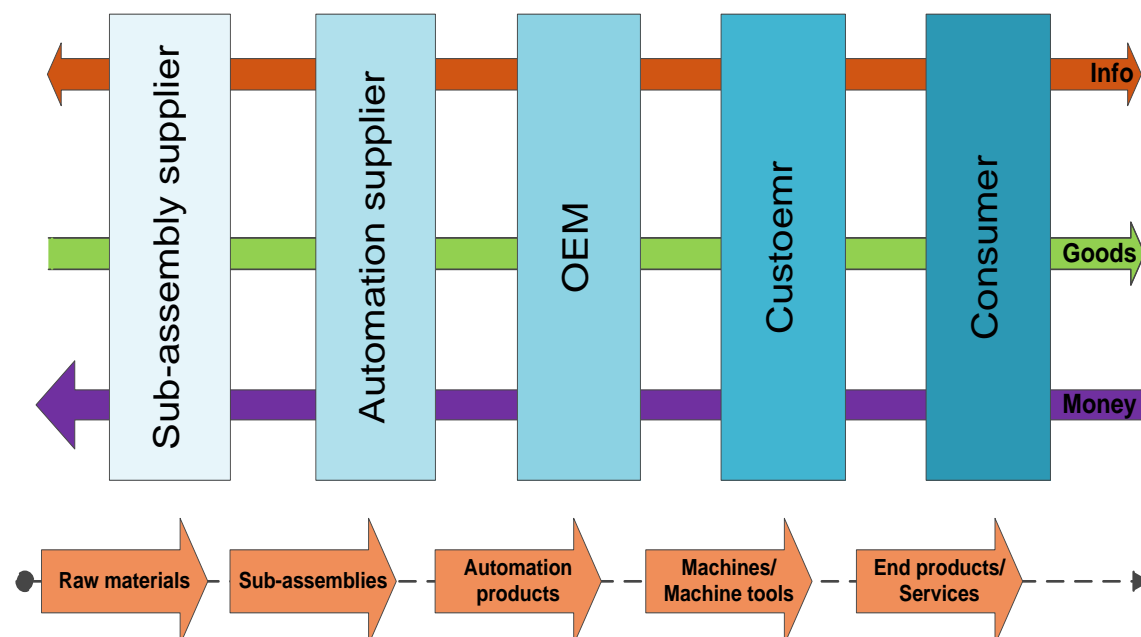 Sub-assembly supplier
Automation supplier
OEM
Custoemr
Consumer
Info
Goods
Money
Raw materials
Sub-assemblies
Automation
products
Machines/
Machine tools
End products/
Services